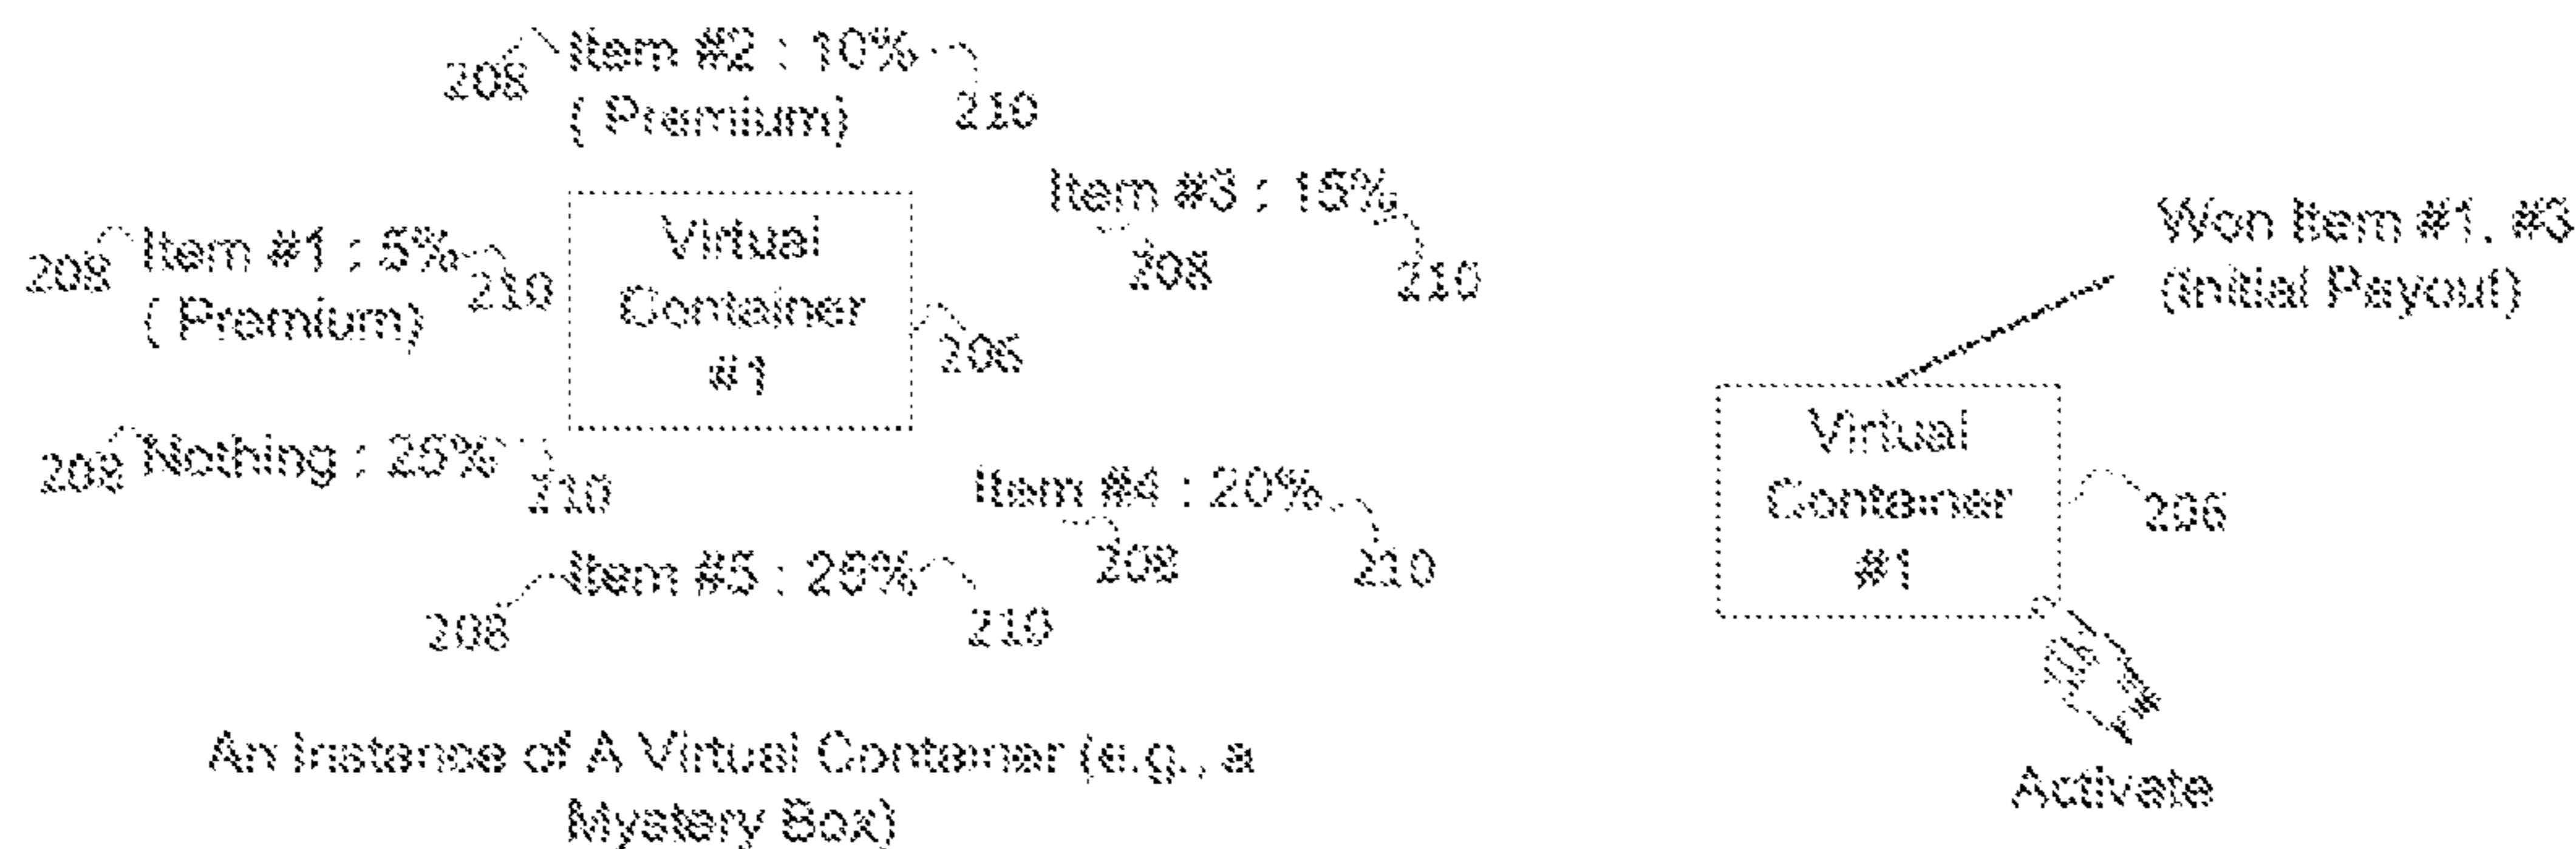 208 Item #2 : 10%
( Premium) 210
Item #3 : 15%
208 210
208 Item #1 : 5% 210
( Premium)
Virtual
Container
#1
206
208 Nothing : 25% 210
Item #4 : 20%
208 210
208 Item #5 : 25% 210
An Instance of A Virtual Container (e.g., a
Mystery Box)
Won Item #1, #3
(Initial Payout)
Virtual
Container
#1
206
Activate